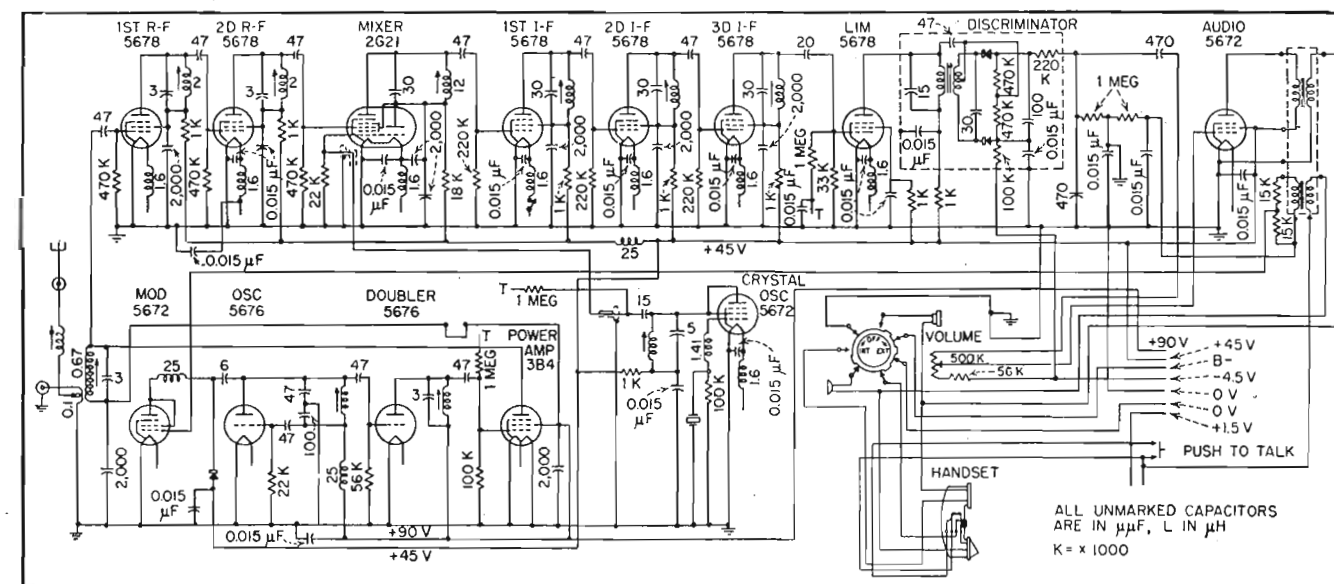 1ST R-F
5678
2D R-F
5678
MIXER
2G21
1ST I-F
5678
2D I-F
5678
3D I-F
5678
LIM
5678
DISCRIMINATOR
AUDIO
5672
47
47
47
47
47
47
20
47
470
3
2
3
2
30
12
30
30
30
15
30
220
K
470 K
470 K
100
0.015 µF
1 MEG
47
1 K
1 K
2,000
2,000
2,000
2,000
470 K
2,000
470 K
1.6
0.015 µF
470 K
22 K
0.015
µF
1.6
18 K
220 K
0.015 µF
1.6
1 K
220 K
0.015 µF
1.6
1 K
220 K
0.015 µF
1.6
1 K
0.015 µF
1 MEG
T
33 K
0.015 µF
1.6
0.015
µF
1 K
1 K
100 K
470
0.015 µF
0.015 µF
15 K
15 K
0.015 µF
25
+45 V
MOD
5672
OSC
5676
DOUBLER
5676
T
1 MEG
POWER
AMP
3B4
T
1 MEG
CRYSTAL
OSC
5672
15
5
1.41
1.6
0.015 µF
1 K
0.015
µF
100 K
0.67
3
0.1
25
6
47
47
100
47
3
47
2,000
0.015
µF
22 K
25
56 K
100 K
2,000
0.015 µF
+90 V
+45 V
OFF
INT EXT
VOLUME
500 K
56 K
+90 V
+45 V
B-
-4.5 V
0 V
0 V
+1.5 V
PUSH TO TALK
HANDSET
ALL UNMARKED CAPACITORS
ARE IN µµF, L IN µH
K = x 1000